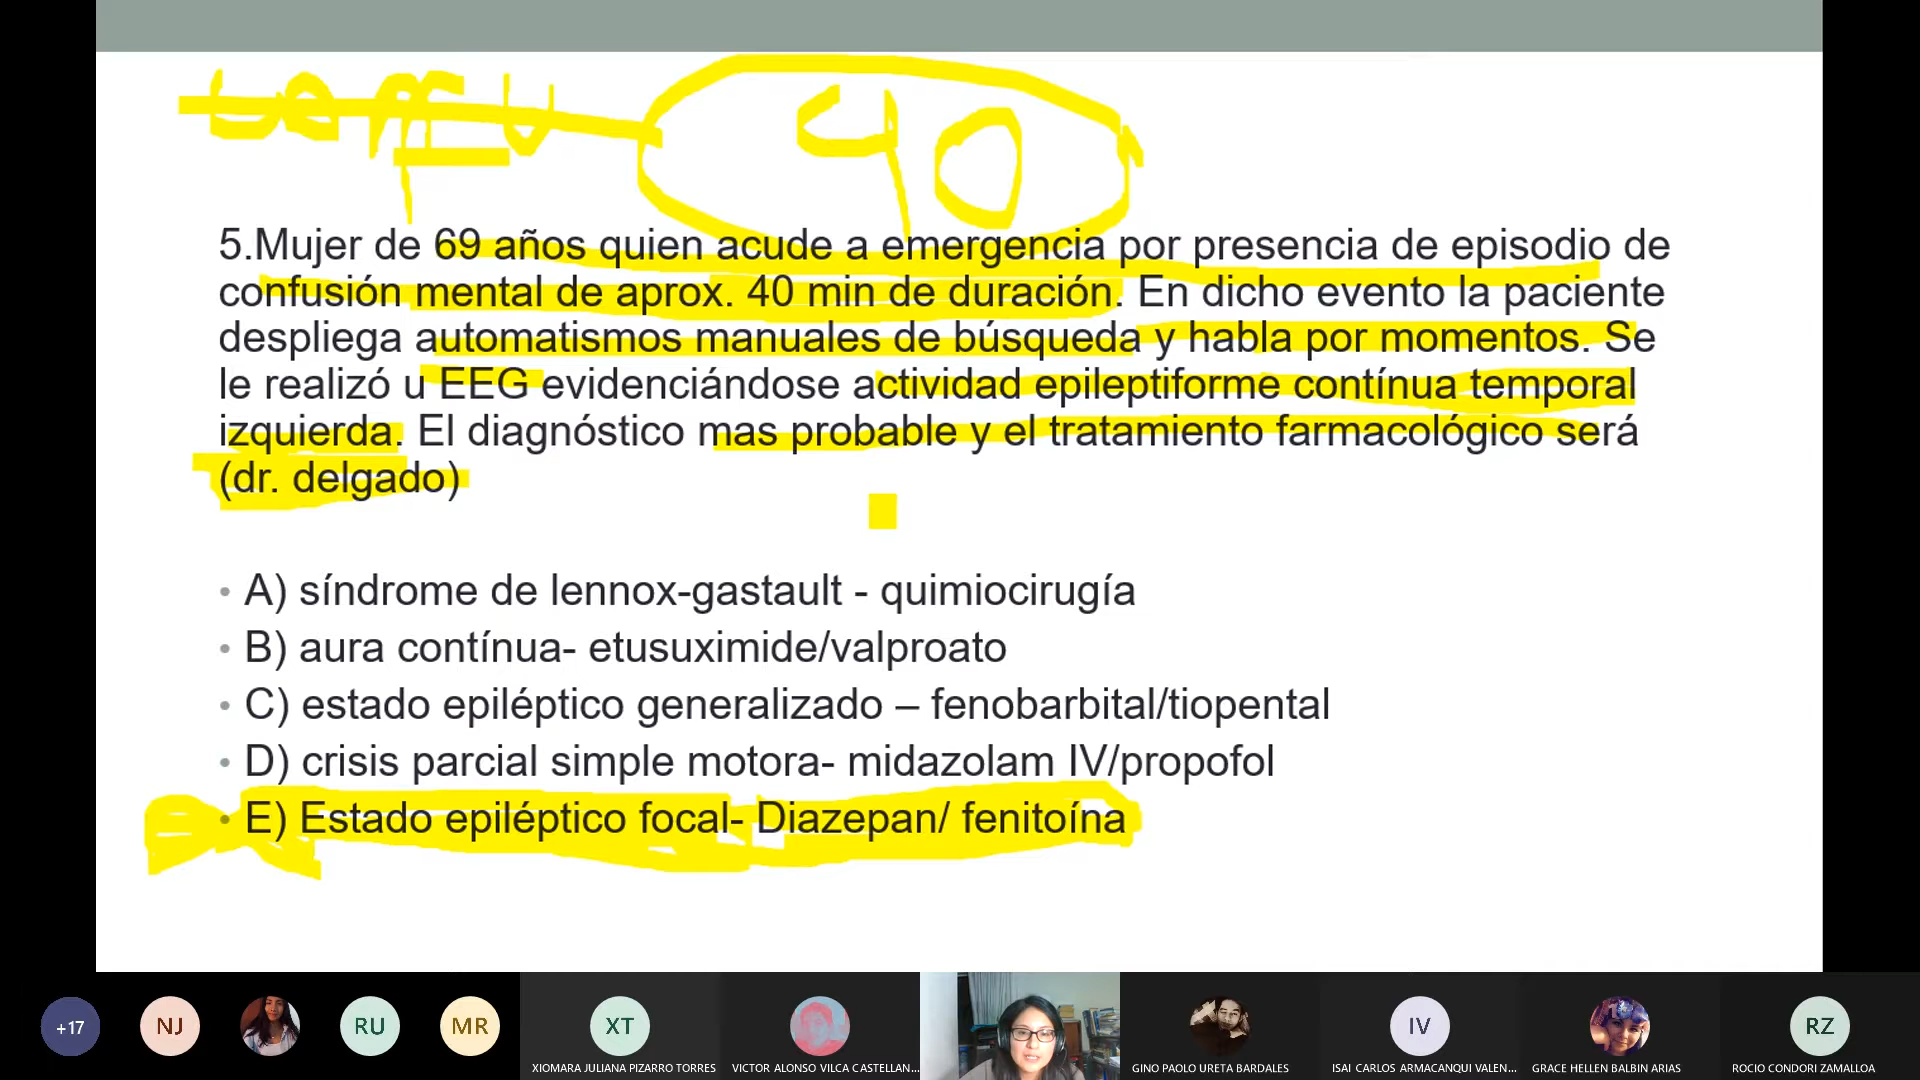 40
5.Mujer de 69 años quien acude a emergencia por presencia de episodio de
confusión mental de aprox. 40 min de duración. En dicho evento la paciente
despliega automatismos manuales de búsqueda y habla por momentos. Se
le realizó u EEG evidenciándose actividad epileptiforme contínua temporal
izquierda. El diagnóstico mas probable y el tratamiento farmacológico será
(dr. delgado)
• A) síndrome de lennox-gastault - quimiocirugía
• B) aura contínua- etusuximide/valproato
• C) estado epiléptico generalizado – fenobarbital/tiopental
• D) crisis parcial simple motora- midazolam IV/propofol
• E) Estado epiléptico focal- Diazepan/ fenitoína
+17
NJ
RU
MR
XT
IV
RZ
XIOMARA JULIANA PIZARRO TORRES
VICTOR ALONSO VILCA CASTELLAN...
GINO PAOLO URETA BARDALES
ISAI CARLOS ARMACANQUI VALEN...
GRACE HELLEN BALBIN ARIAS
ROCIO CONDORI ZAMALLOA